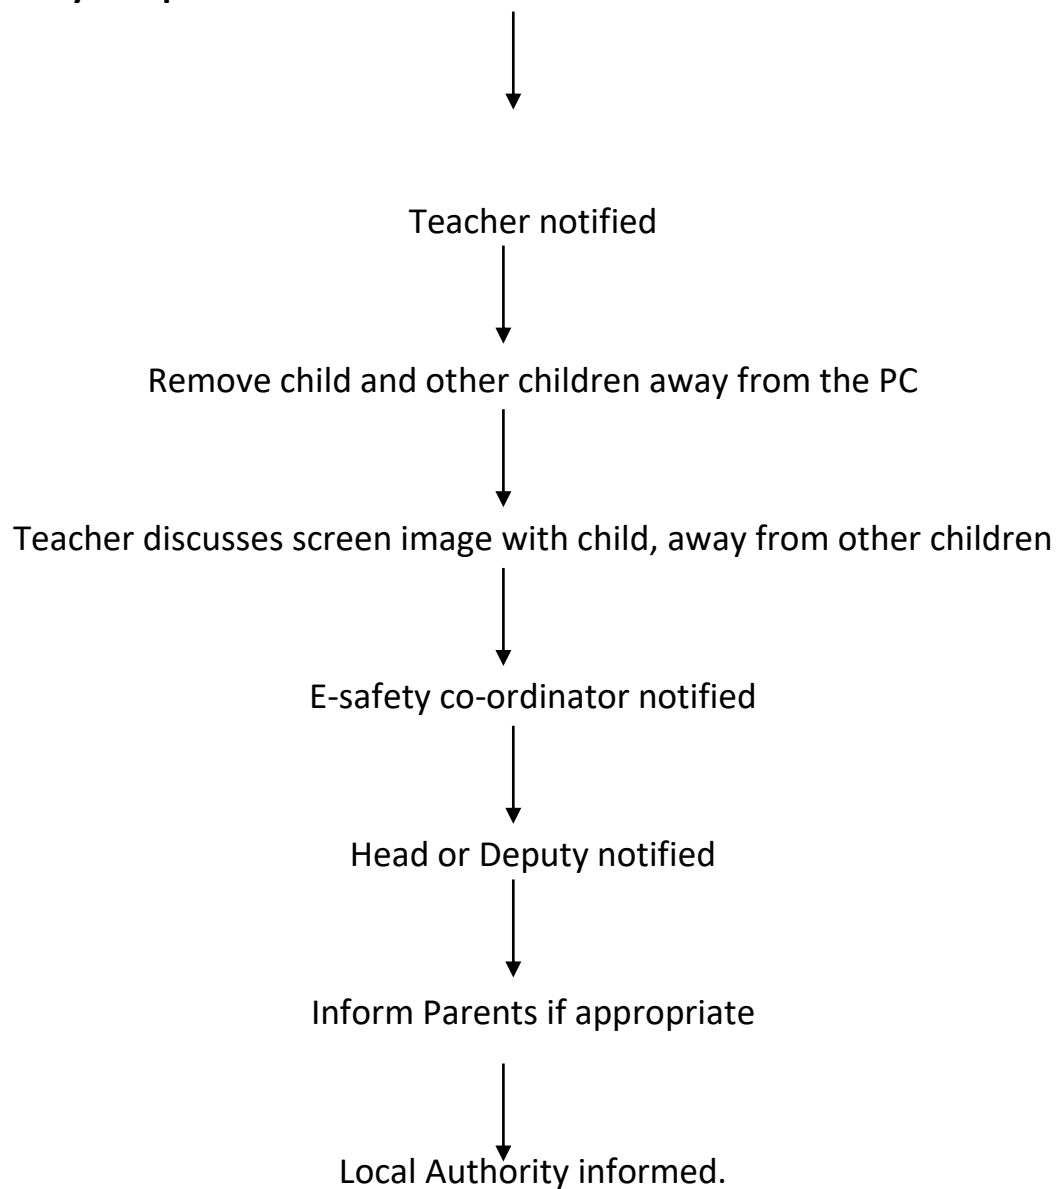 Teacher notified
Remove child and other children away from the PC
Teacher discusses screen image with child, away from other children
E-safety co-ordinator notified
Head or Deputy notified
Inform Parents if appropriate
Local Authority informed.